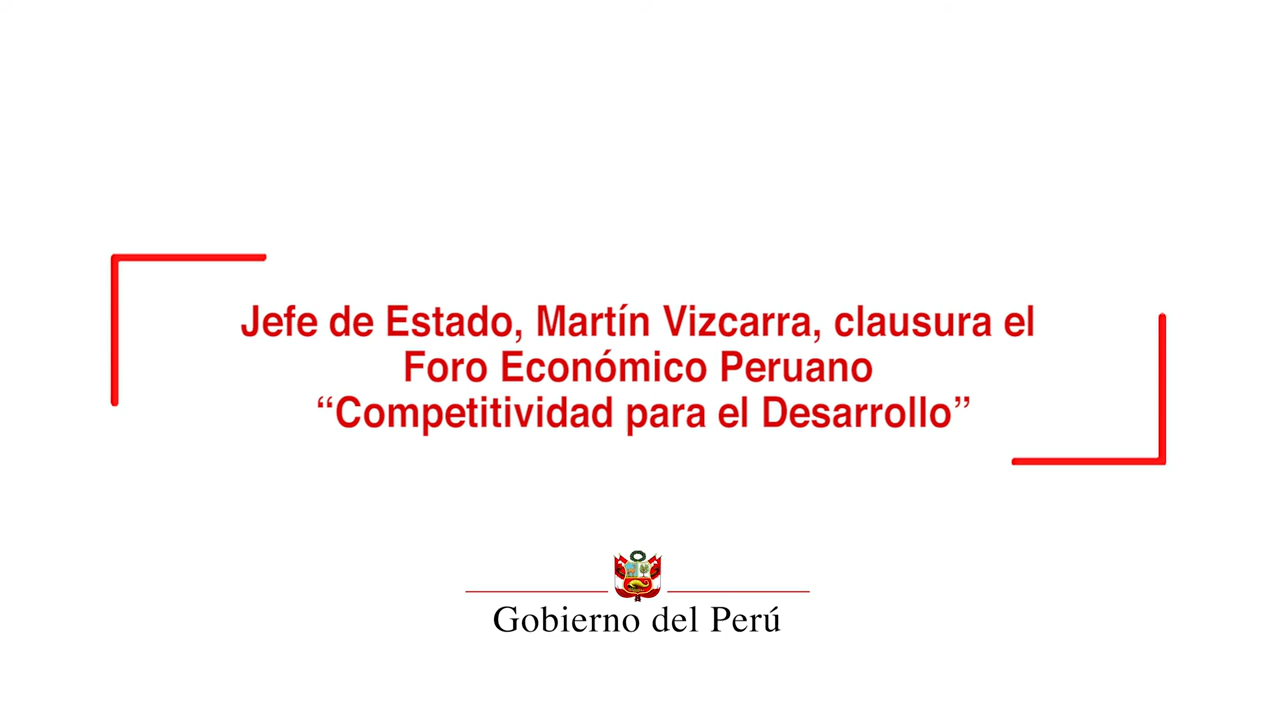 Jefe de Estado, Martín Vizcarra, clausura el
Foro Económico Peruano
“Competitividad para el Desarrollo”
Gobierno del Perú